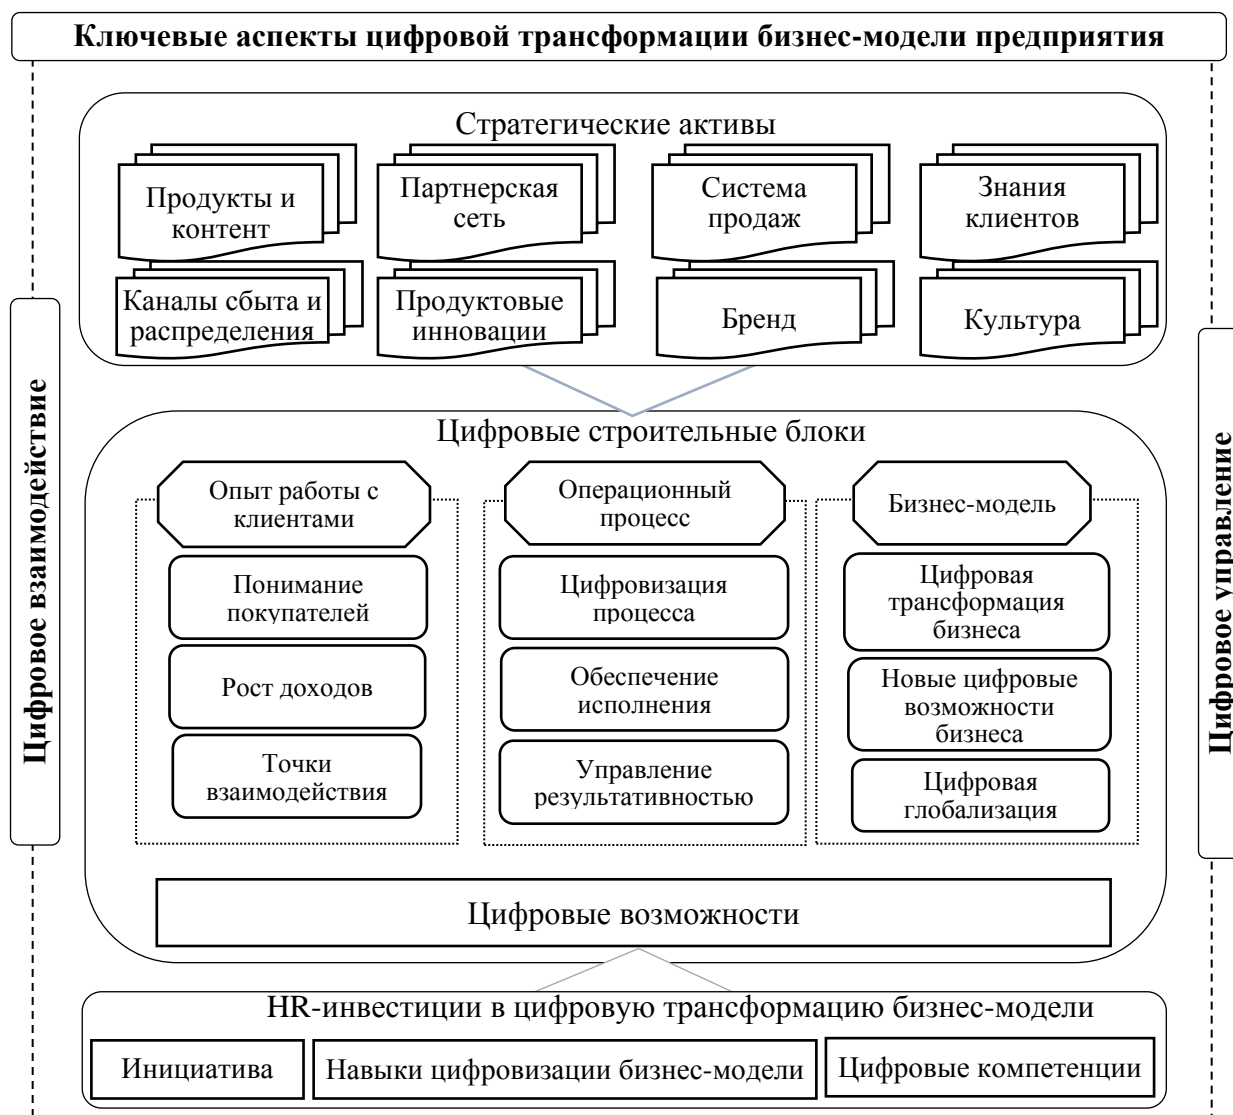 Ключевые аспекты цифровой трансформации бизнес-модели предприятия
Стратегические активы
Продукты и
контент
Партнерская
сеть
Система
продаж
Знания
клиентов
Каналы сбыта и
распределения
Продуктовые
инновации
Бренд
Культура
Цифровое взаимодействие
Цифровое управление
Цифровые строительные блоки
Опыт работы с
клиентами
Понимание
покупателей
Рост доходов
Точки
взаимодействия
Операционный
процесс
Цифровизация
процесса
Обеспечение
исполнения
Управление
результативностью
Бизнес-модель
Цифровая
трансформация
бизнеса
Новые цифровые
возможности
бизнеса
Цифровая
глобализация
Цифровые возможности
HR-инвестиции в цифровую трансформацию бизнес-модели
Инициатива
Навыки цифровизации бизнес-модели
Цифровые компетенции